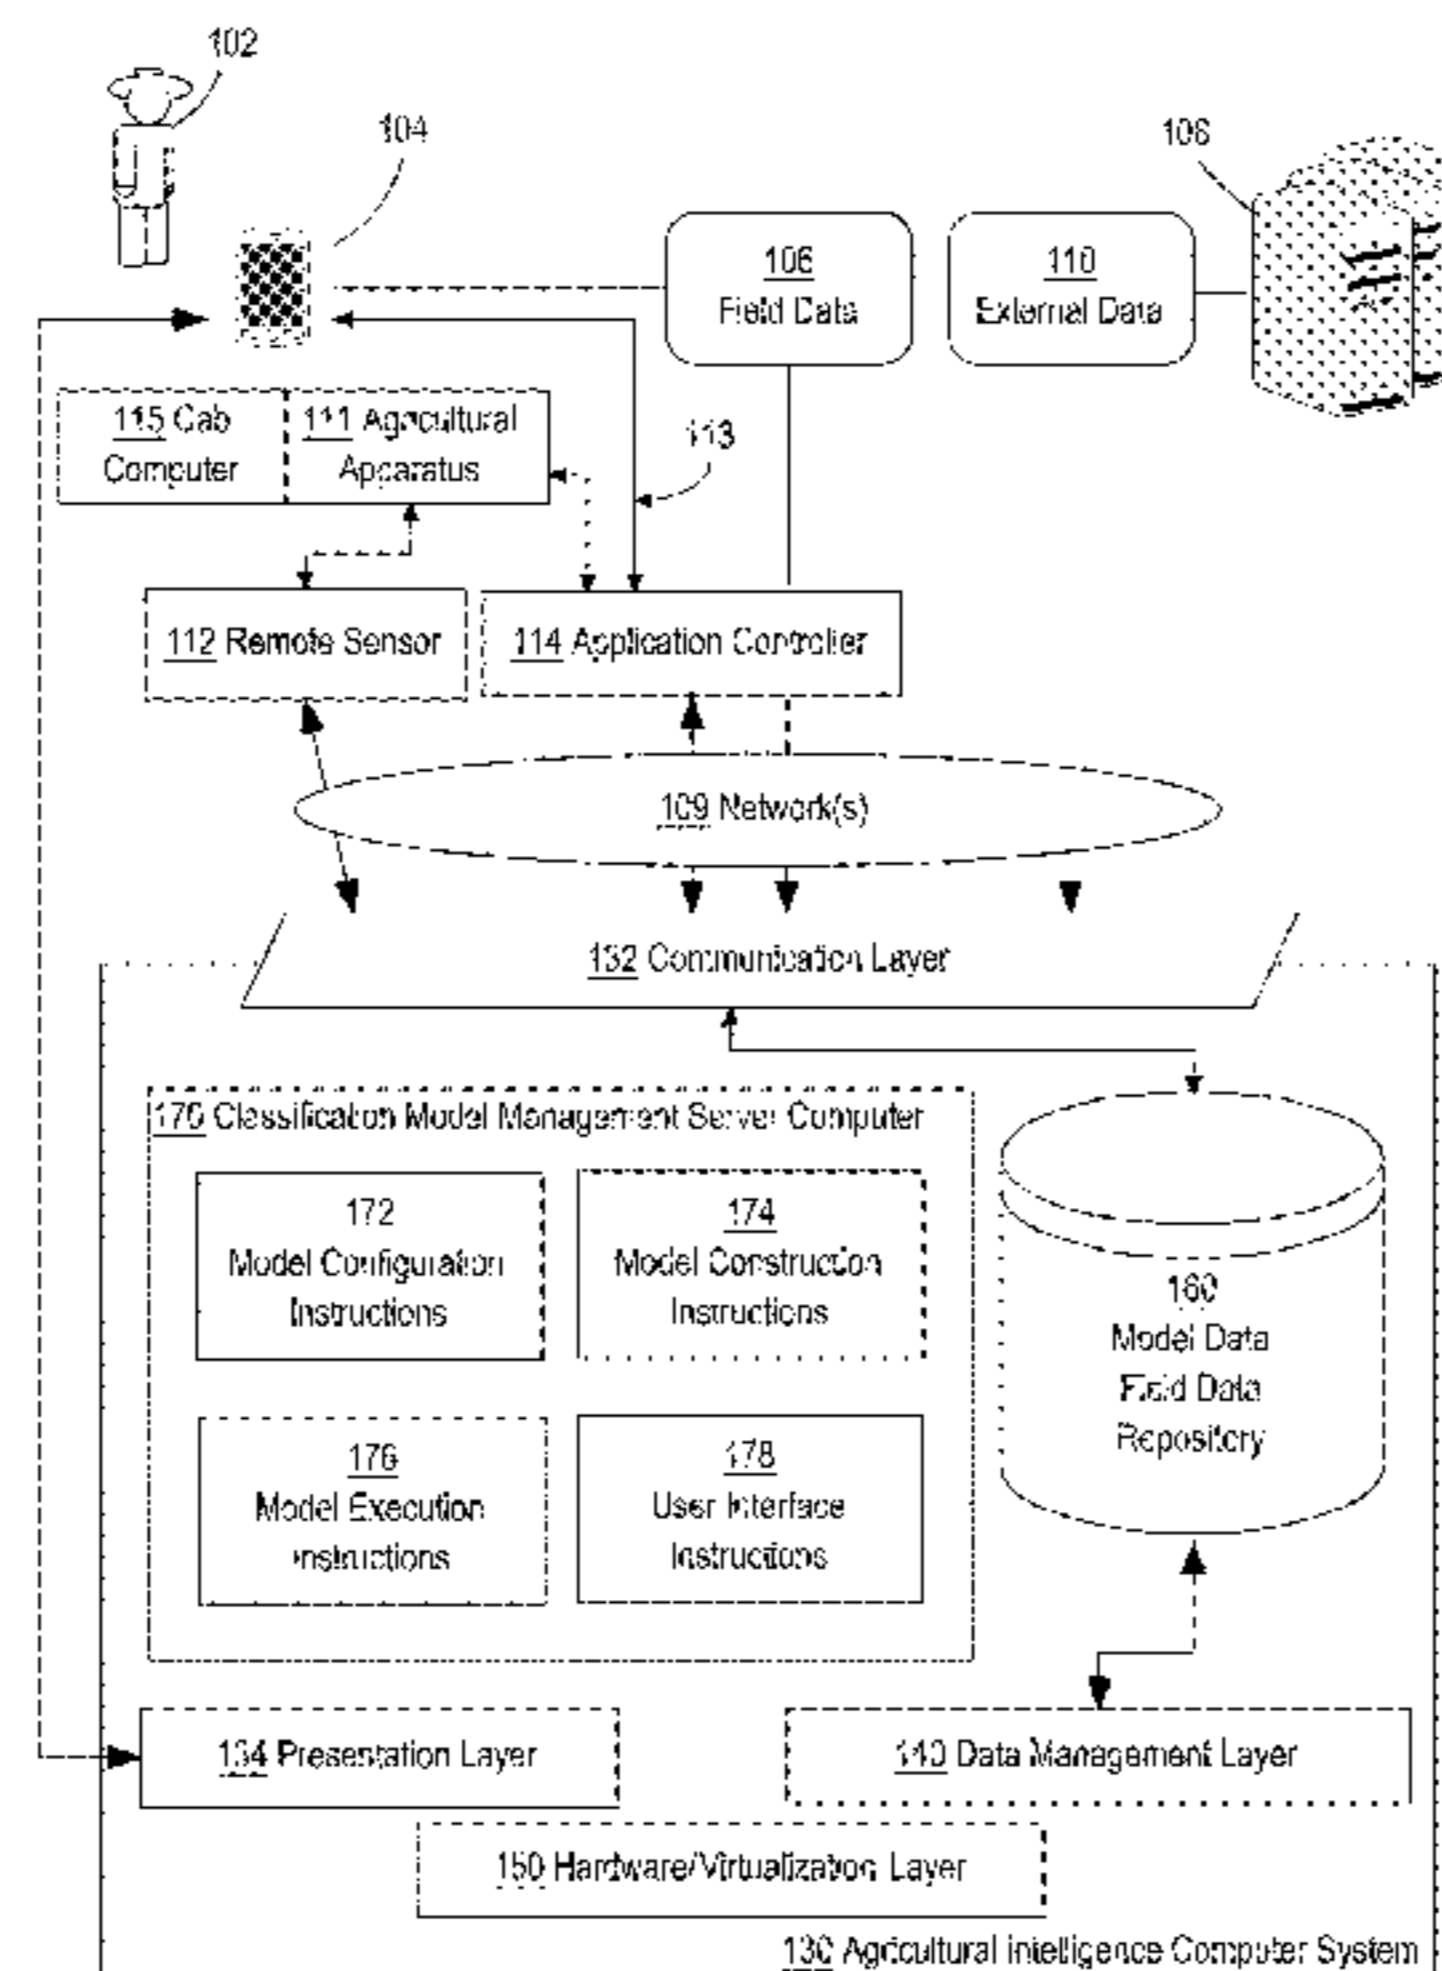 102
104
108
106
Field Data
110
External Data
115 Cab
Computer
111 Agricultural
Apparatus
113
112 Remote Sensor
114 Application Controller
109 Network(s)
132 Communication Layer
170 Classification Model Management Server Computer
172
Model Configuration
Instructions
174
Model Construction
Instructions
160
Model Data
Field Data
Repository
176
Model Execution
Instructions
178
User Interface
Instructions
134 Presentation Layer
140 Data Management Layer
150 Hardware/Virtualization Layer
130 Agricultural Intelligence Computer System